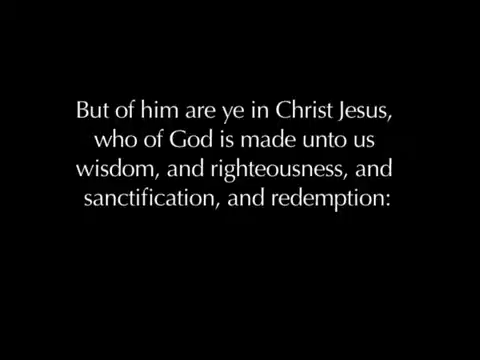 But of him are ye in Christ Jesus,
who of God is made unto us
wisdom, and righteousness, and
sanctification, and redemption: